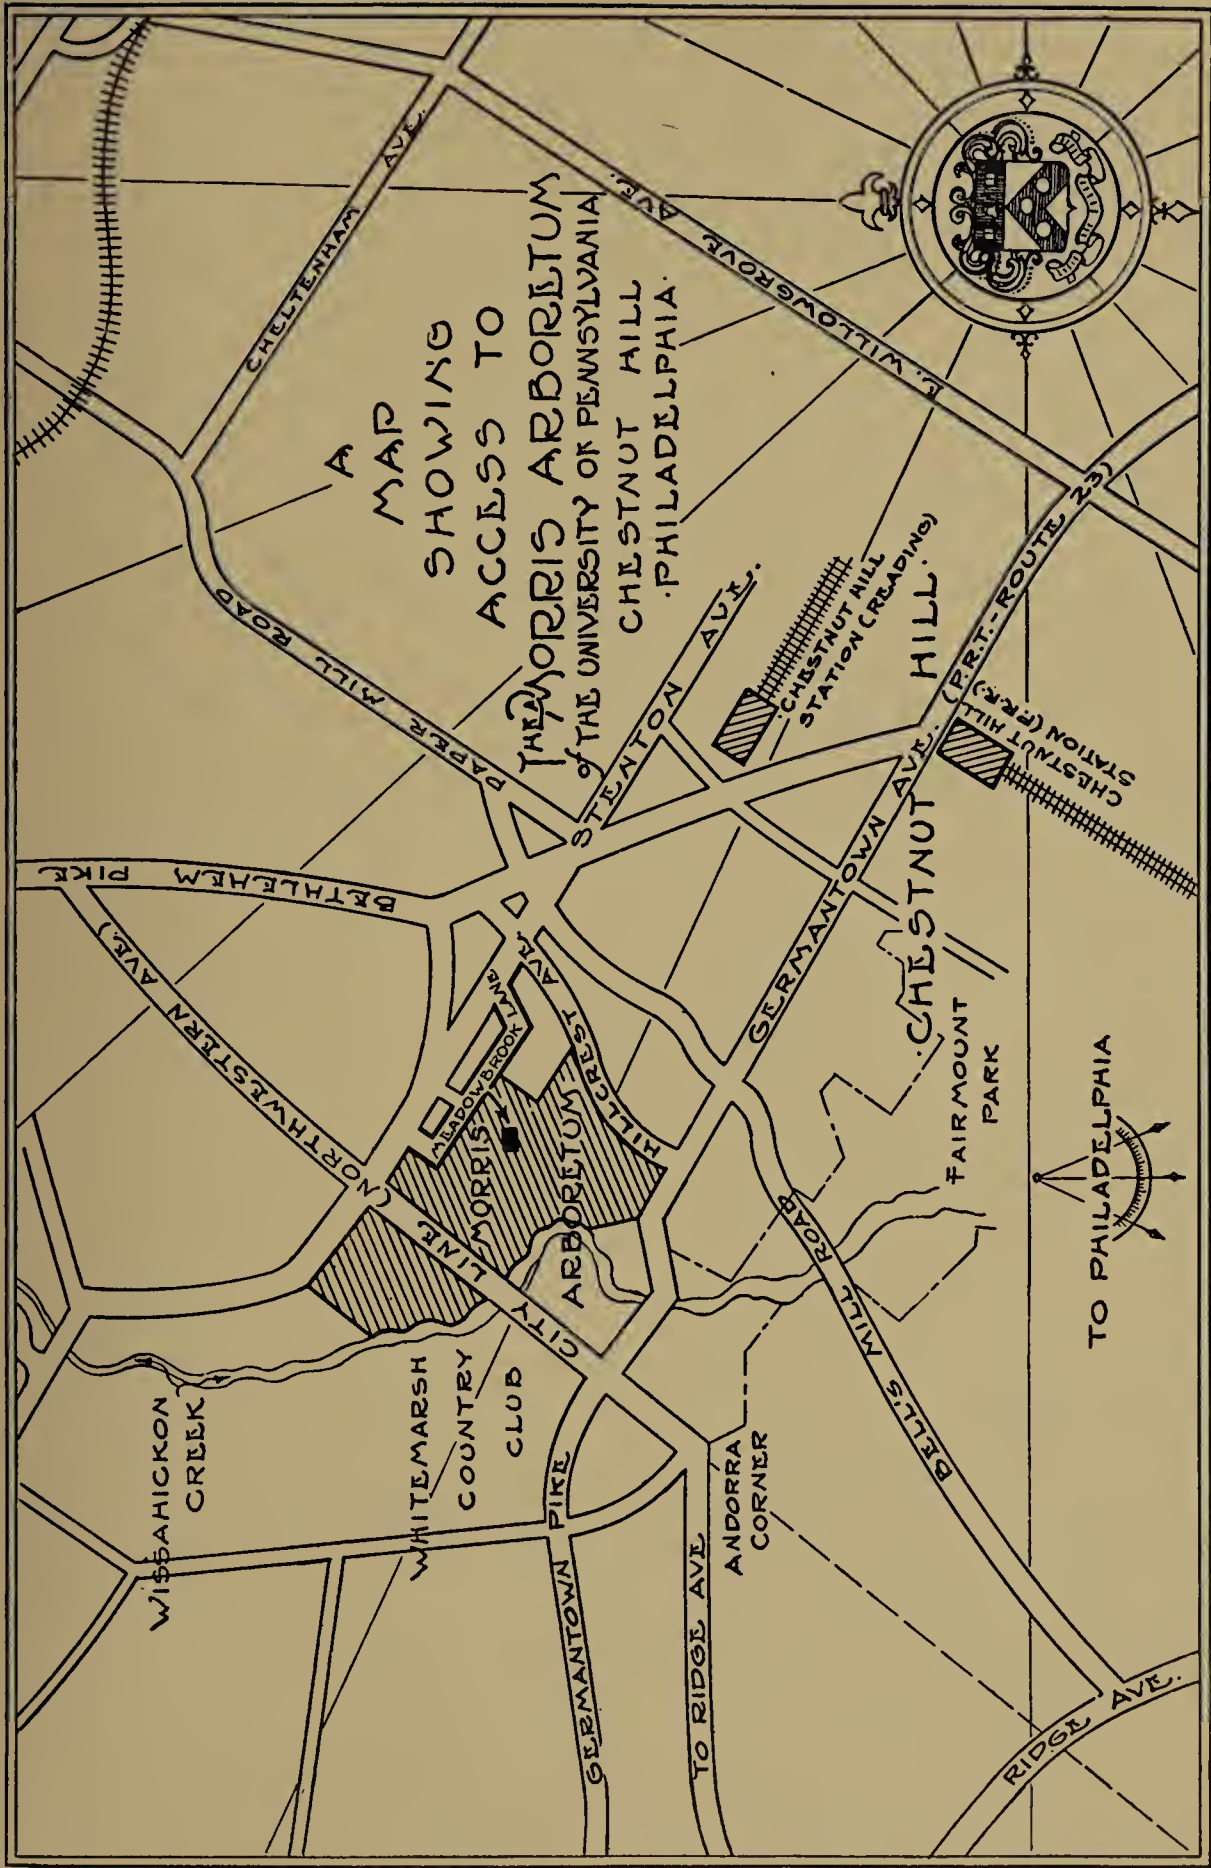 A
MAP
SHOWING
ACCESS TO
THE MORRIS ARBORETUM
of THE UNIVERSITY OF PENNSYLVANIA
CHESTNUT HILL
.PHILADELPHIA.
WISSAHICKON
CREEK
WHITEMARSH
COUNTRY
CLUB
GERMANTOWN PIKE
TO RIDGE AVE
ANDORRA
CORNER
RIDGE AVE.
BELL'S MILL ROAD
CITY LINE
(NORTHWESTERN AVE.)
BETHLEHEM PIKE
MEADOWBROOK LANE
MORRIS
ARBORETUM
HILLCREST AVE.
PAPER MILL ROAD
CHELTENHAM AVE.
STENTON AVE.
E. WILLOWGROVE AVE.
CHESTNUT HILL
STATION (READING)
GERMANTOWN AVE. (P.R.T.-ROUTE 23)
.CHESTNUT HILL.
CHESTNUT HILL
STATION (P.R.R.)
FAIRMOUNT
PARK
TO PHILADELPHIA